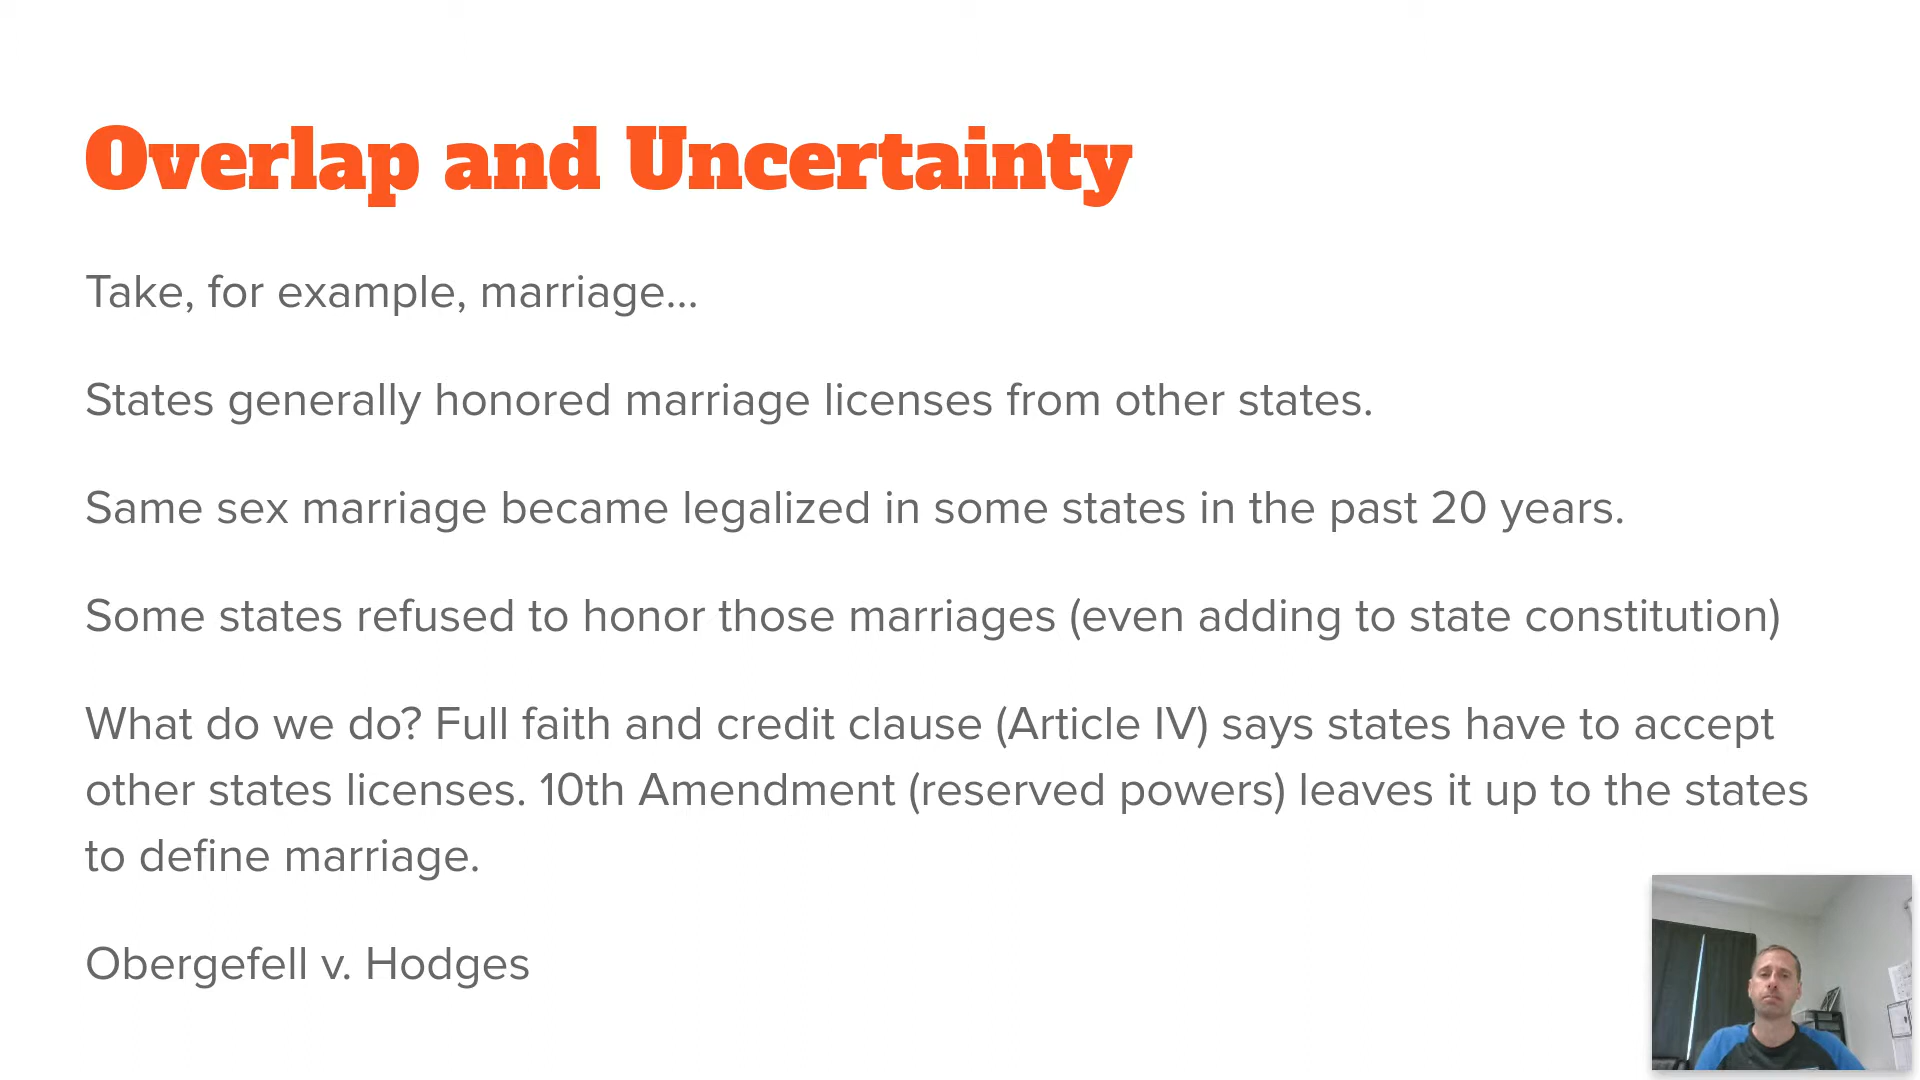 Overlap and Uncertainty
Take, for example, marriage...
States generally honored marriage licenses from other states.
Same sex marriage became legalized in some states in the past 20 years.
Some states refused to honor those marriages (even adding to state constitution)
What do we do? Full faith and credit clause (Article IV) says states have to accept
other states licenses. 10th Amendment (reserved powers) leaves it up to the states
to define marriage.
Obergefell v. Hodges